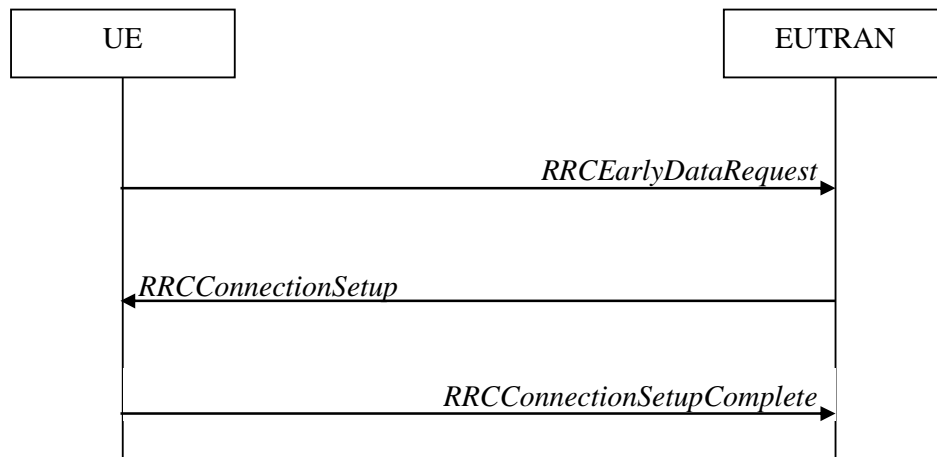 UE
EUTRAN
RRCEarlyDataRequest
RRCConnectionSetup
RRCConnectionSetupComplete